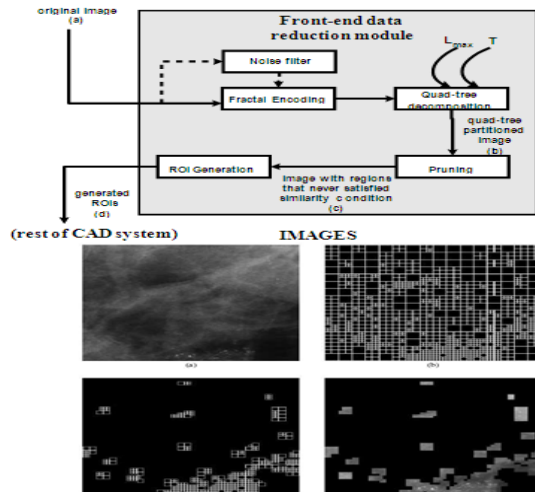 original image
(a)
Front-end data
reduction module
Noise filter
L max T
Fractal Encoding
Quad-tree
decomposition
quad-tree
partitioned
image
(b)
ROI Generation
Pruning
image with regions
that never satisfied
similarity condition
(c)
generated
ROIs
(d)
(rest of CAD system)
IMAGES
(a)
(b)